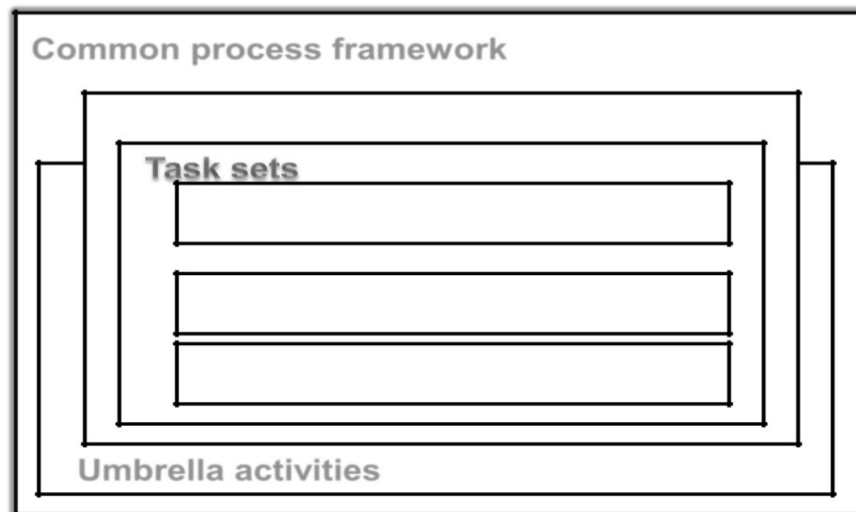 Common process framework
Task sets
Umbrella activities